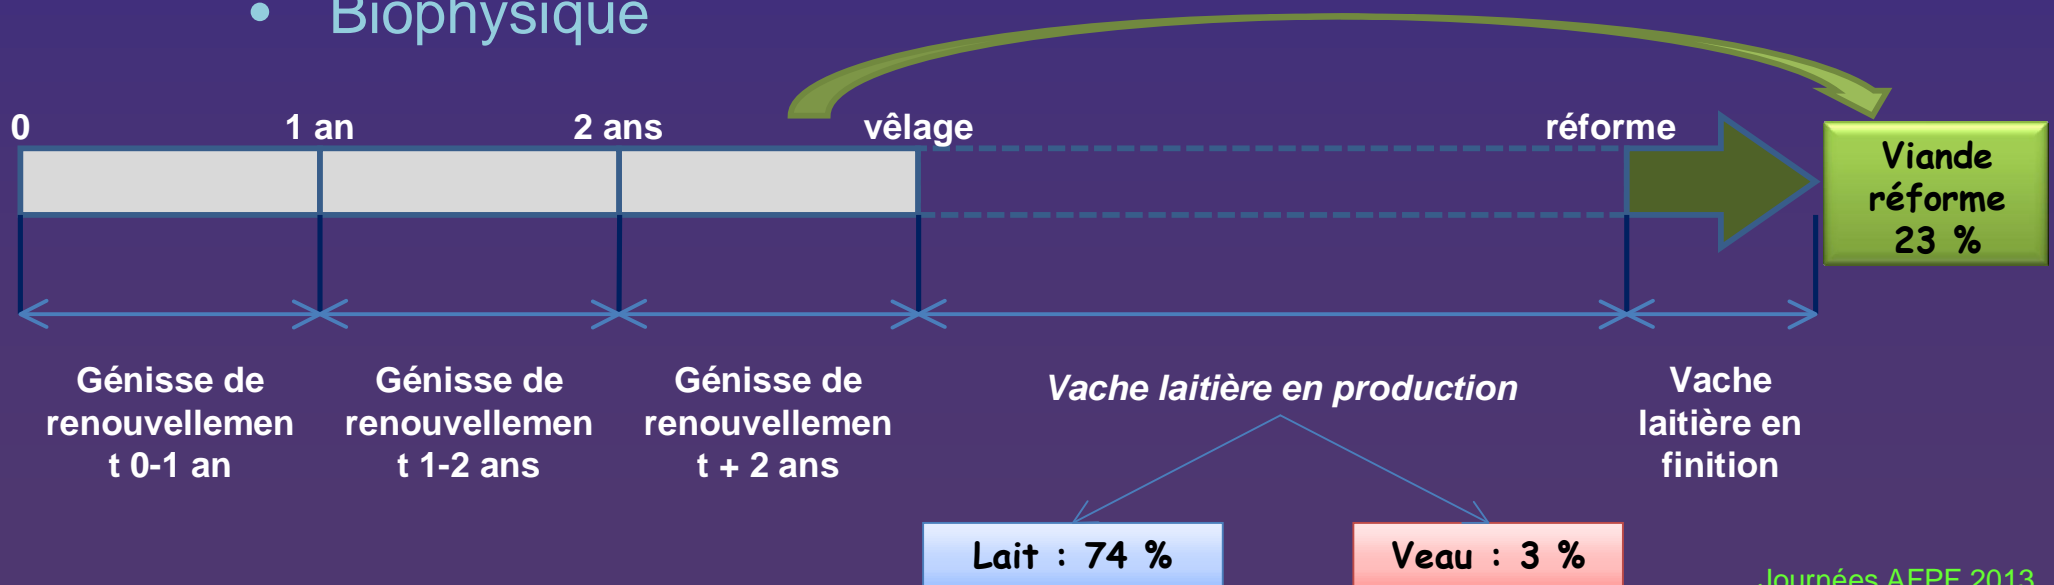 • Biophysique
0 1 an 2 ans vêlage réforme
Viande
réforme
23 %
Génisse de
renouvellemen
t 0-1 an
Génisse de
renouvellemen
t 1-2 ans
Génisse de
renouvellemen
t + 2 ans
Vache laitière en production
Vache
laitière en
finition
Lait : 74 %
Veau : 3 %
Journées AFPF 2013